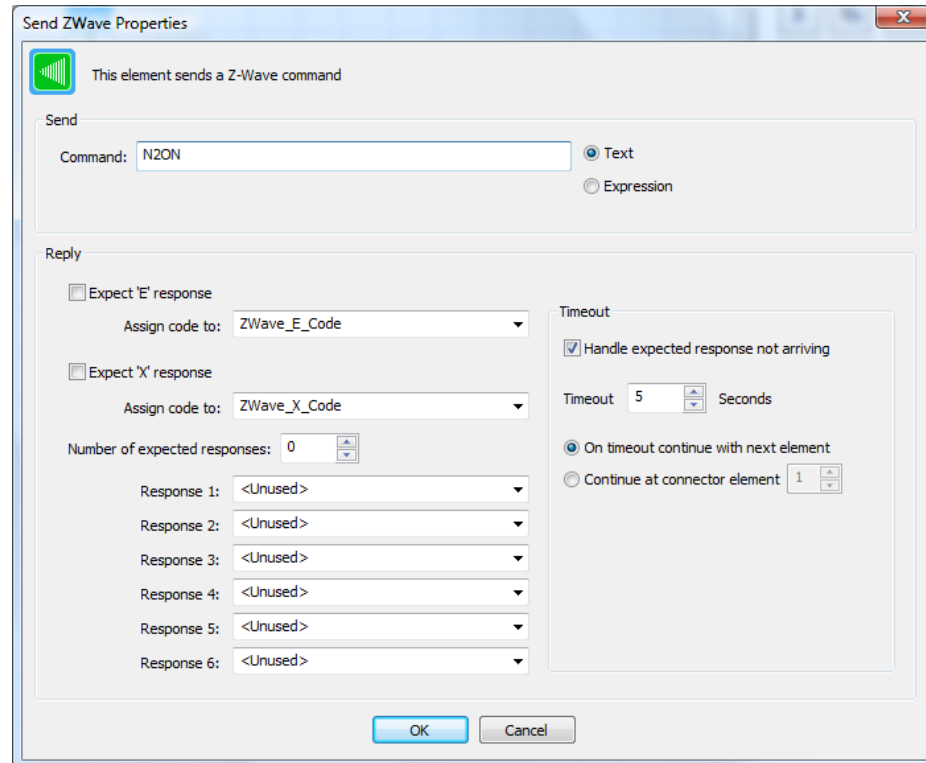 Send ZWave Properties
This element sends a Z-Wave command
Send
Command: N2ON
Text
Expression
Reply
Expect 'E' response
Assign code to: ZWave_E_Code
Expect 'X' response
Assign code to: ZWave_X_Code
Number of expected responses: 0
Response 1: <Unused>
Response 2: <Unused>
Response 3: <Unused>
Response 4: <Unused>
Response 5: <Unused>
Response 6: <Unused>
Timeout
Handle expected response not arriving
Timeout 5 Seconds
On timeout continue with next element
Continue at connector element 1
OK Cancel